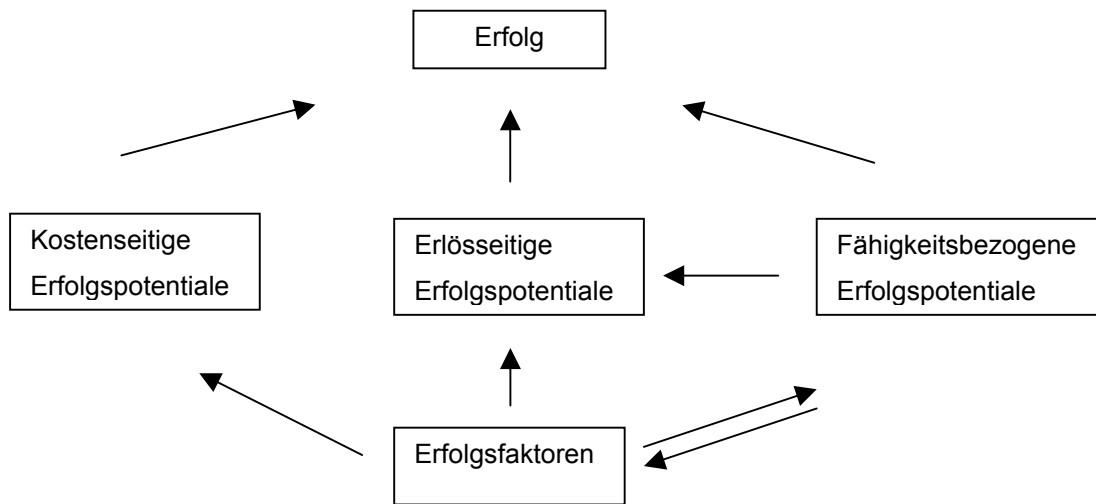 Erfolg
Kostenseitige
Erfolgspotentiale
Erlösseitige
Erfolgspotentiale
Fähigkeitsbezogene
Erfolgspotentiale
Erfolgsfaktoren